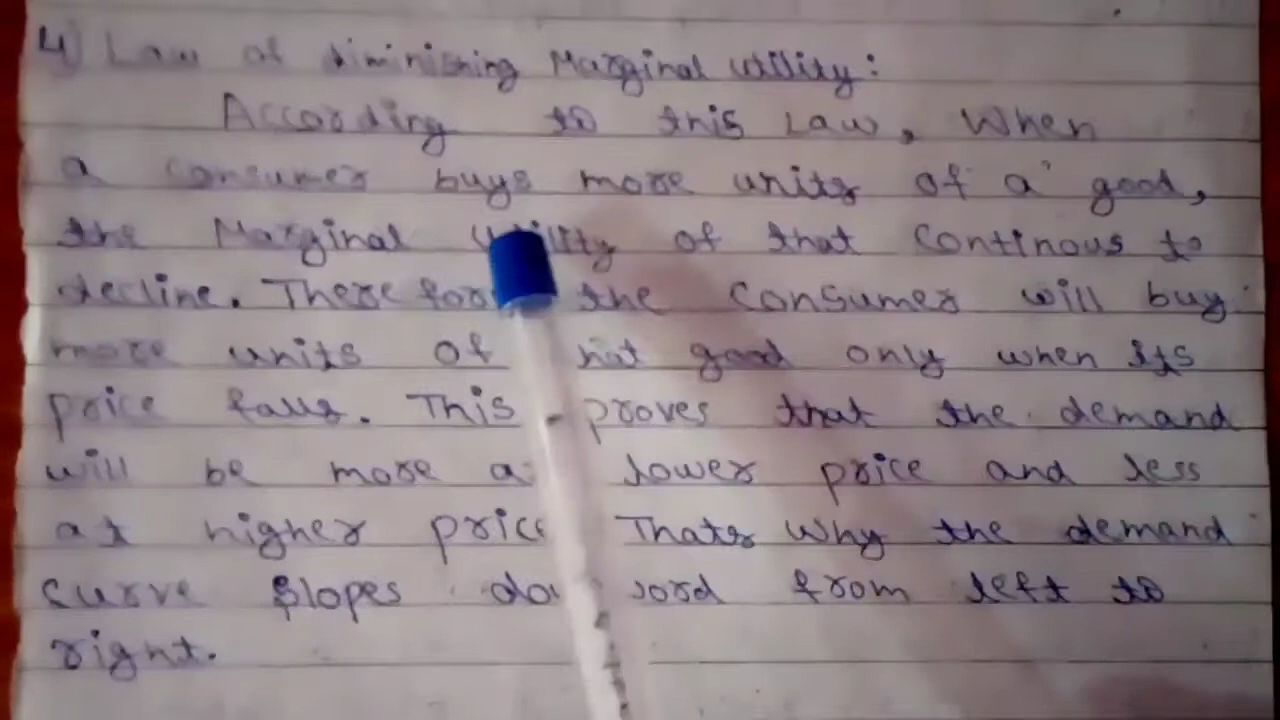 4) Law of diminishing Marginal utility:
According to this Law, When
a consumer buys more units of a good,
the Marginal utility of that continous to
decline. There for the consumer will buy
more units of good only when its
price falls. This proves that the demand
will be more lower price and less
at higher price Thats Why the demand
curve slopes from left to
right.